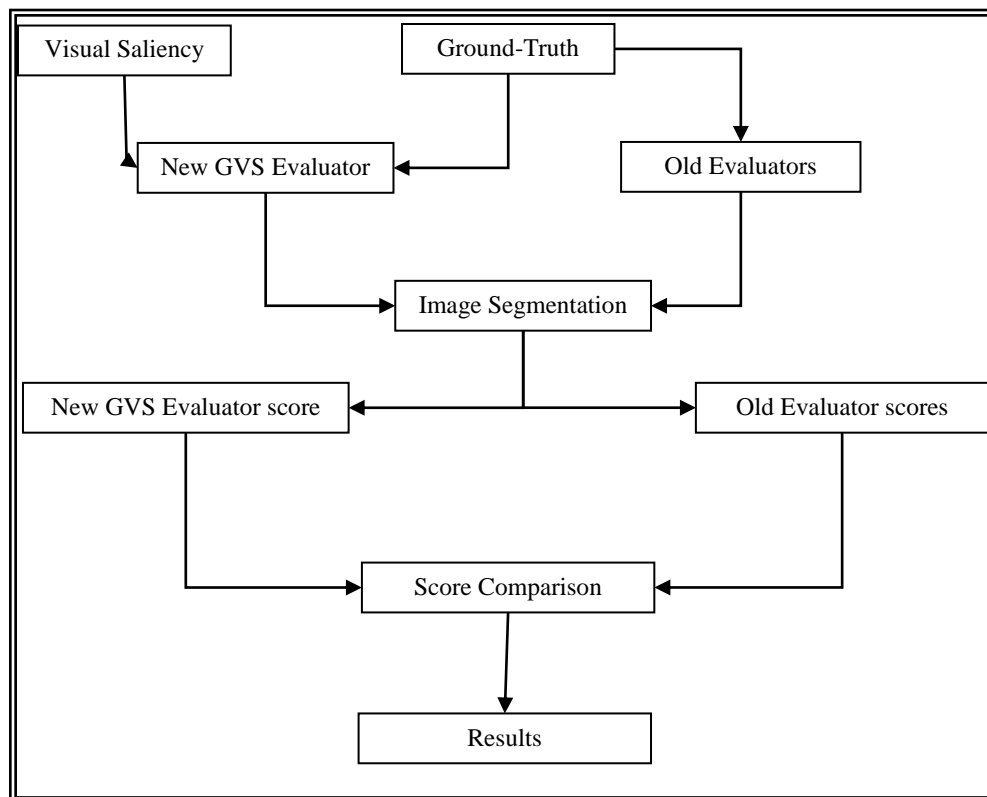 Visual Saliency
Ground-Truth
New GVS Evaluator
Old Evaluators
Image Segmentation
New GVS Evaluator score
Old Evaluator scores
Score Comparison
Results